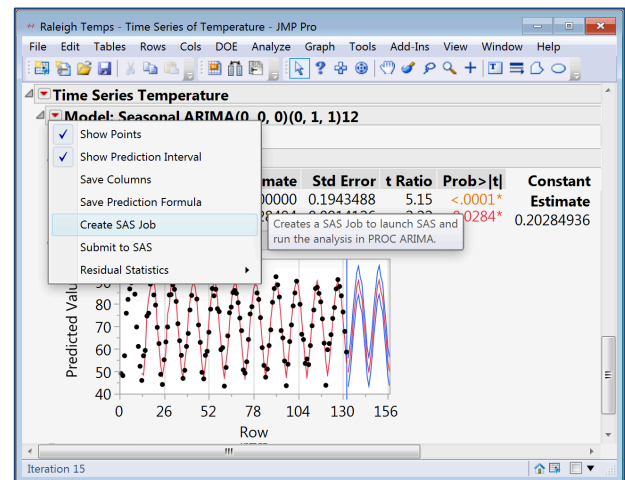 Raleigh Temps - Time Series of Temperature - JMP Pro
File Edit Tables Rows Cols DOE Analyze Graph Tools Add-Ins View Window Help
Time Series Temperature
Model: Seasonal ARIMA(0, 0, 0)(0, 1, 1)12
Show Points
Show Prediction Interval
Save Columns
Save Prediction Formula
Create SAS Job
Submit to SAS
Residual Statistics
mate Std Error t Ratio Prob>|t| Constant
00000 0.1943488 5.15 <.0001* Estimate
0.0284* 0.20284936
Creates a SAS Job to launch SAS and
run the analysis in PROC ARIMA.
Predicted Valu
90
80
70
60
50
40
0 26 52 78 104 130 156
Row
Iteration 15